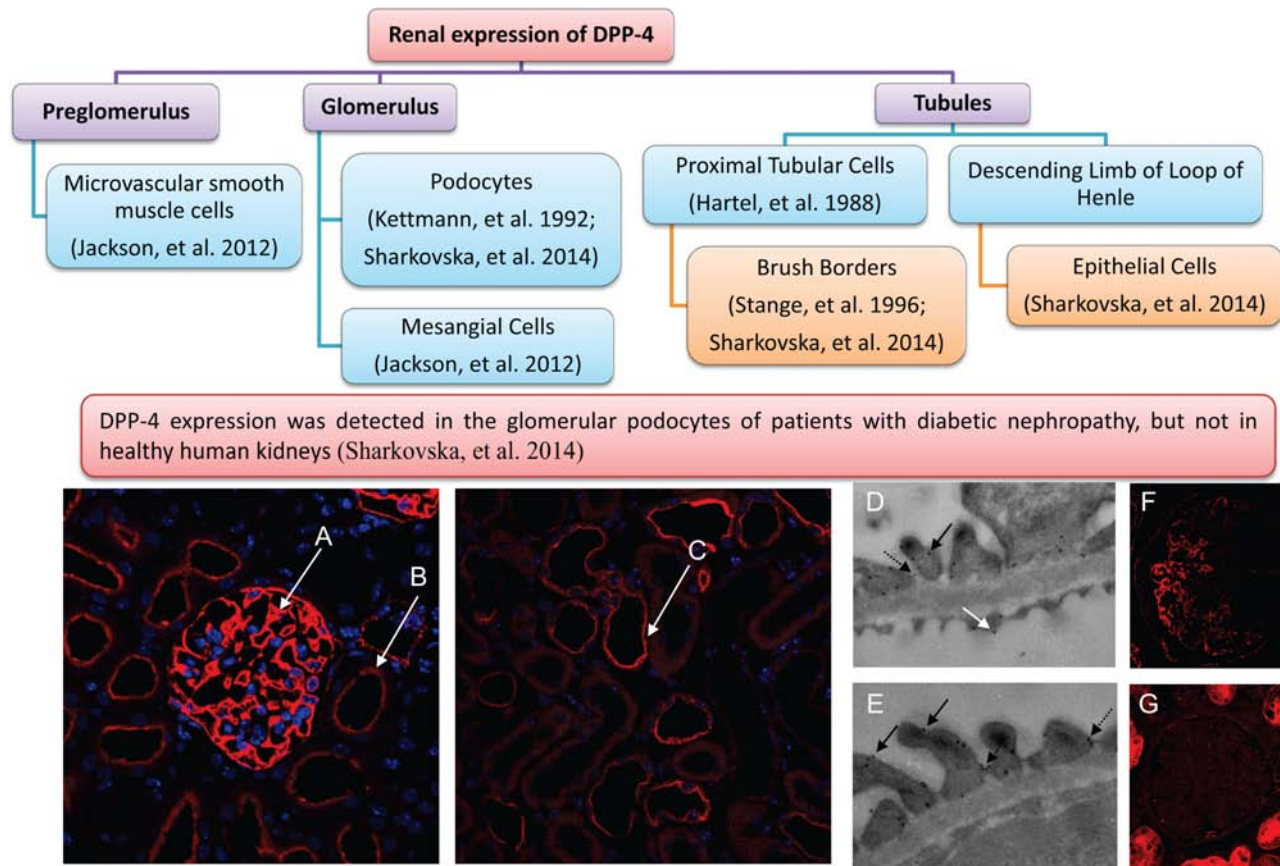 Renal expression of DPP-4
Preglomerulus
Glomerulus
Tubules
Microvascular smooth
muscle cells
(Jackson, et al. 2012)
Podocytes
(Kettmann, et al. 1992;
Sharkovska, et al. 2014)
Mesangial Cells
(Jackson, et al. 2012)
Proximal Tubular Cells
(Hartel, et al. 1988)
Brush Borders
(Stange, et al. 1996;
Sharkovska, et al. 2014)
Descending Limb of Loop of
Henle
Epithelial Cells
(Sharkovska, et al. 2014)
DPP-4 expression was detected in the glomerular podocytes of patients with diabetic nephropathy, but not in
healthy human kidneys (Sharkovska, et al. 2014)
A
B
C
D
E
F
G